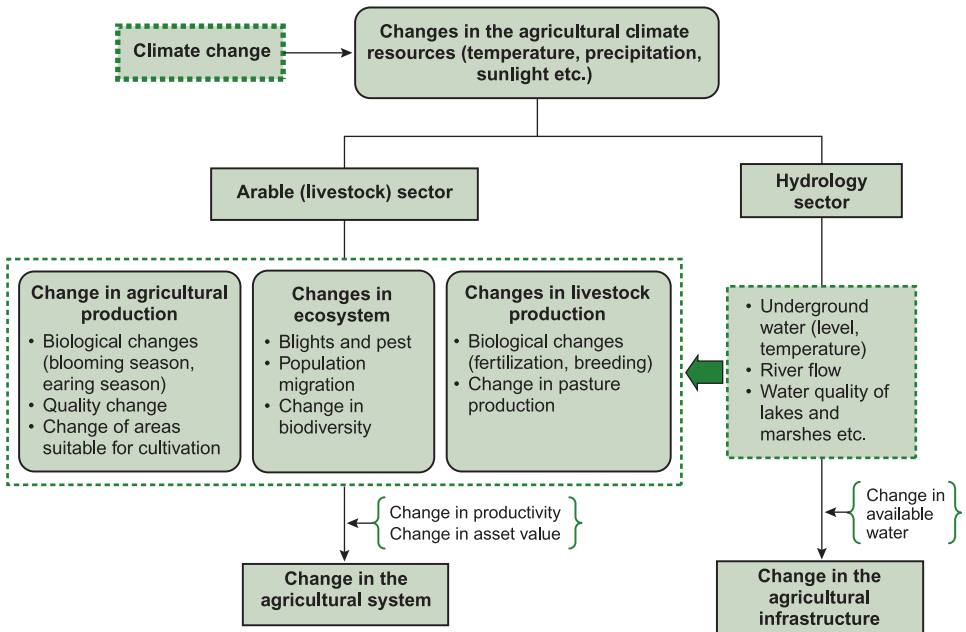 Climate change
Changes in the agricultural climate
resources (temperature, precipitation,
sunlight etc.)
Arable (livestock) sector
Hydrology
sector
Change in agricultural
production
• Biological changes
(blooming season,
earing season)
• Quality change
• Change of areas
suitable for cultivation
Changes in
ecosystem
• Blights and pest
• Population
migration
• Change in
biodiversity
Changes in livestock
production
• Biological changes
(fertilization, breeding)
• Change in pasture
production
• Underground
water (level,
temperature)
• River flow
• Water quality of
lakes and
marshes etc.
Change in productivity
Change in asset value
Change in
available
water
Change in the
agricultural system
Change in the
agricultural
infrastructure